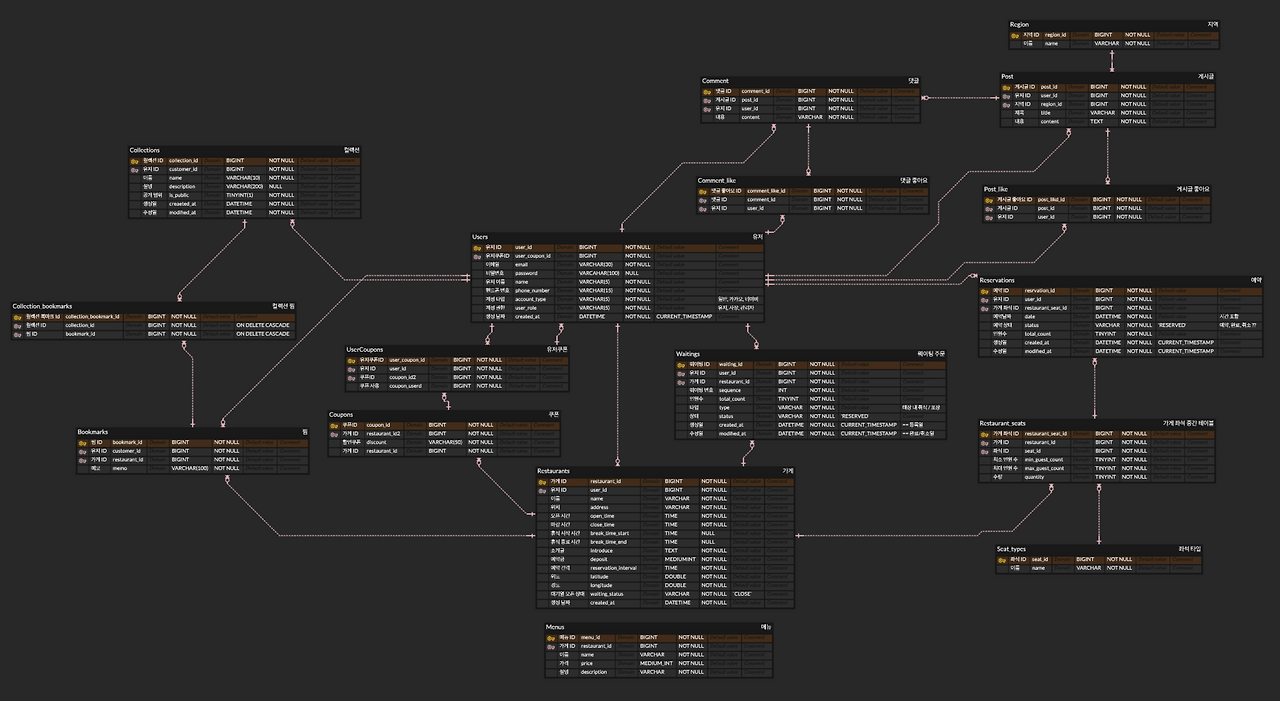 Region 지역
지역 ID region_id BIGINT NOT NULL
이름 name VARCHAR NOT NULL
Post 게시글
게시글 ID post_id BIGINT NOT NULL
유저 ID user_id BIGINT NOT NULL
지역 ID region_id BIGINT NOT NULL
제목 title VARCHAR NOT NULL
내용 content TEXT NOT NULL
Comment 댓글
댓글 ID comment_id BIGINT NOT NULL
게시글 ID post_id BIGINT NOT NULL
유저 ID user_id BIGINT NOT NULL
내용 content VARCHAR NOT NULL
Collections 컬렉션
컬렉션 ID collection_id BIGINT NOT NULL
유저 ID customer_id BIGINT NOT NULL
이름 name VARCHAR(10) NOT NULL
설명 description VARCHAR(200) NULL
공개 범위 is_public TINYINT(1) NOT NULL
생성일 creaeted_at DATETIME NOT NULL
수정일 modified_at DATETIME NOT NULL
Comment_like 댓글 좋아요
댓글 좋아요 ID comment_like_id BIGINT NOT NULL
댓글 ID comment_id BIGINT NOT NULL
유저 ID user_id BIGINT NOT NULL
Post_like 게시글 좋아요
게시글 좋아요 ID post_like_id BIGINT NOT NULL
게시글 ID post_id BIGINT NOT NULL
유저 ID user_id BIGINT NOT NULL
Users 유저
유저 ID user_id BIGINT NOT NULL
유저쿠폰ID user_coupon_id BIGINT NOT NULL
이메일 email VARCHAR(30) NOT NULL
비밀번호 password VARCAHAR(100) NULL
유저 이름 name VARCHAR(5) NOT NULL
핸드폰 번호 phone_number VARCHAR(15) NOT NULL
계정 타입 account_type VARCHAR(5) NOT NULL 일반, 카카오, 네이버
계정 권한 user_role VARCHAR(5) NOT NULL 유저, 사장, 관리자
생성 날짜 created_at DATETIME NOT NULL CURRENT_TIMESTAMP
Reservations 예약
예약 ID reservation_id BIGINT NOT NULL
유저 ID user_id BIGINT NOT NULL
가게 좌석 ID restaurant_seat_id BIGINT NOT NULL
예약날짜 date DATETIME NOT NULL 시간 포함
예약 상태 status VARCHAR NOT NULL 'RESERVED'
인원수 total_count TINYINT NOT NULL
생성일 created_at DATETIME NOT NULL CURRENT_TIMESTAMP
수정일 modified_at DATETIME NOT NULL CURRENT_TIMESTAMP
Collection_bookmarks 컬렉션 찜
collection_bookmark_id BIGINT NOT NULL
컬렉션 ID collection_id BIGINT NOT NULL ON DELETE CASCADE
찜 ID bookmark_id BIGINT NOT NULL ON DELETE CASCADE
UserCoupons 유저쿠폰
유저쿠폰ID user_coupon_id BIGINT NOT NULL
유저 ID user_id BIGINT NOT NULL
쿠폰ID coupon_id2 BIGINT NOT NULL
쿠폰 사용 coupon_userd BIGINT NOT NULL
Waitings 웨이팅 주문
웨이팅 ID waiting_id BIGINT NOT NULL
유저 ID user_id BIGINT NOT NULL
가게 ID restaurant_id BIGINT NOT NULL
웨이팅 번호 sequence INT NOT NULL
인원수 total_count TINYINT NOT NULL
타입 type VARCHAR NOT NULL 매장 내 취식 / 포장
상태 status VARCHAR NOT NULL 'RESERVED
생성일 created_at DATETIME NOT NULL CURRENT_TIMESTAMP == 등록일
수정일 modified_at DATETIME NOT NULL CURRENT_TIMESTAMP == 완료/취소일
Coupons 쿠폰
쿠폰ID coupon_id BIGINT NOT NULL
가게 ID restaurant_id2 BIGINT NOT NULL
할인쿠폰 discount VARCHAR(50) NOT NULL
가게 ID restaurant_id BIGINT NOT NULL
Restaurant_seats 가게 좌석 중간 테이블
가게 좌석 ID restaurant_seat_id BIGINT NOT NULL
가게 ID restaurant_id BIGINT NOT NULL
좌석 ID seat_id BIGINT NOT NULL
최소 인원 수 min_guest_count TINYINT NOT NULL
최대 인원 수 max_guest_count TINYINT NOT NULL
수량 quantity TINYINT NOT NULL
Bookmarks 찜
찜 ID bookmark_id BIGINT NOT NULL
유저 ID customer_id BIGINT NOT NULL
가게 ID restaurant_id BIGINT NOT NULL
메모 memo VARCHAR(100) NOT NULL
Restaurants 가게
가게 ID restaurant_id BIGINT NOT NULL
유저 ID user_id BIGINT NOT NULL
이름 name VARCHAR NOT NULL
위치 address VARCHAR NOT NULL
오픈 시간 open_time TIME NOT NULL
마감 시간 close_time TIME NOT NULL
휴식 시작 시간 break_time_start TIME NULL
휴식 종료 시간 break_time_end TIME NULL
소개글 introduce TEXT NOT NULL
예약금 deposit MEDIUMINT NOT NULL
예약 간격 reservation_interval TIME NOT NULL
위도 latitude DOUBLE NOT NULL
경도 longitude DOUBLE NOT NULL
대기열 오픈 상태 waiting_status VARCHAR NOT NULL 'CLOSE'
생성 날짜 created_at DATETIME NOT NULL
Seat_types 좌석 타입
좌석 ID seat_id BIGINT NOT NULL
이름 name VARCHAR NOT NULL
Menus 메뉴
메뉴 ID menu_id BIGINT NOT NULL
가게 ID restaurant_id BIGINT NOT NULL
이름 name VARCHAR NOT NULL
가격 price MEDIUM_INT NOT NULL
설명 description VARCHAR NOT NULL